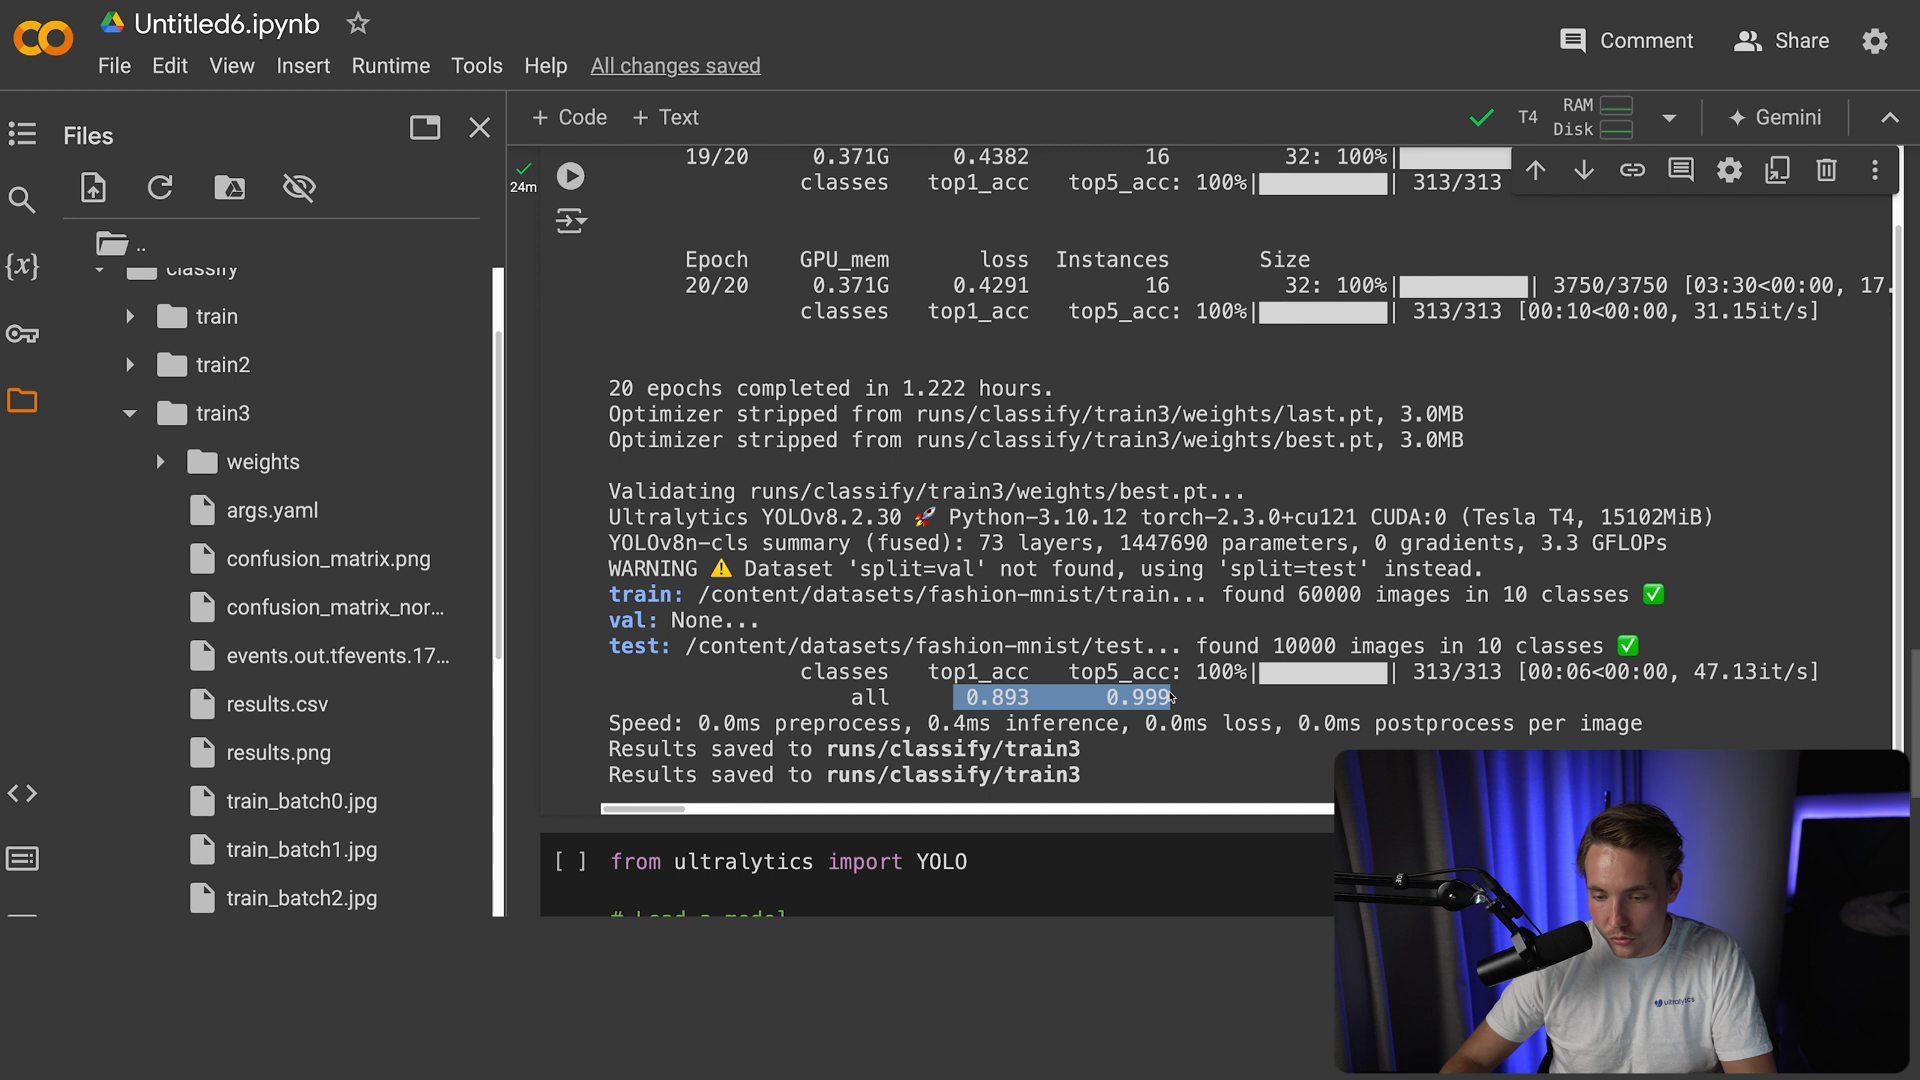 Untitled6.ipynb
File Edit View Insert Runtime Tools Help All changes saved
Comment
Share
Files
+ Code + Text
T4
RAM
Disk
Gemini
..
classify
train
train2
train3
weights
args.yaml
confusion_matrix.png
confusion_matrix_nor...
events.out.tfevents.17...
results.csv
results.png
train_batch0.jpg
train_batch1.jpg
train_batch2.jpg
24m
19/20 0.371G 0.4382 16 32: 100%|
classes top1_acc top5_acc: 100%| | 313/313
Epoch GPU_mem loss Instances Size
20/20 0.371G 0.4291 16 32: 100%| | 3750/3750 [03:30<00:00, 17.
classes top1_acc top5_acc: 100%| | 313/313 [00:10<00:00, 31.15it/s]
20 epochs completed in 1.222 hours.
Optimizer stripped from runs/classify/train3/weights/last.pt, 3.0MB
Optimizer stripped from runs/classify/train3/weights/best.pt, 3.0MB
Validating runs/classify/train3/weights/best.pt...
Ultralytics YOLOv8.2.30 🚀 Python-3.10.12 torch-2.3.0+cu121 CUDA:0 (Tesla T4, 15102MiB)
YOLOv8n-cls summary (fused): 73 layers, 1447690 parameters, 0 gradients, 3.3 GFLOPs
WARNING ⚠️ Dataset 'split=val' not found, using 'split=test' instead.
train: /content/datasets/fashion-mnist/train... found 60000 images in 10 classes ✅
val: None...
test: /content/datasets/fashion-mnist/test... found 10000 images in 10 classes ✅
classes top1_acc top5_acc: 100%| | 313/313 [00:06<00:00, 47.13it/s]
all 0.893 0.999
Speed: 0.0ms preprocess, 0.4ms inference, 0.0ms loss, 0.0ms postprocess per image
Results saved to runs/classify/train3
Results saved to runs/classify/train3
[ ] from ultralytics import YOLO
# Load a model
ultralytics